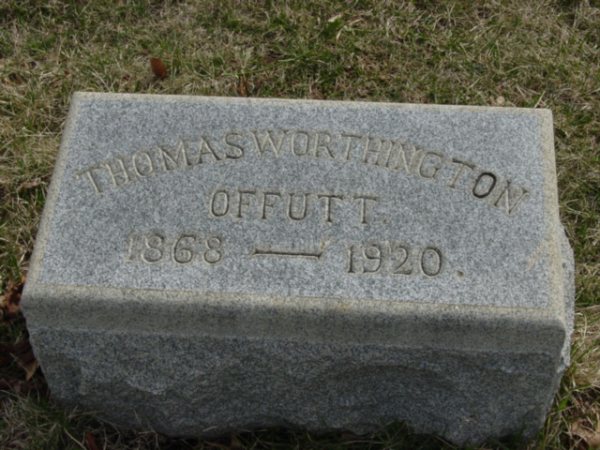 THOMAS WORTHINGTON
OFFUTT.
1868 — 1920.